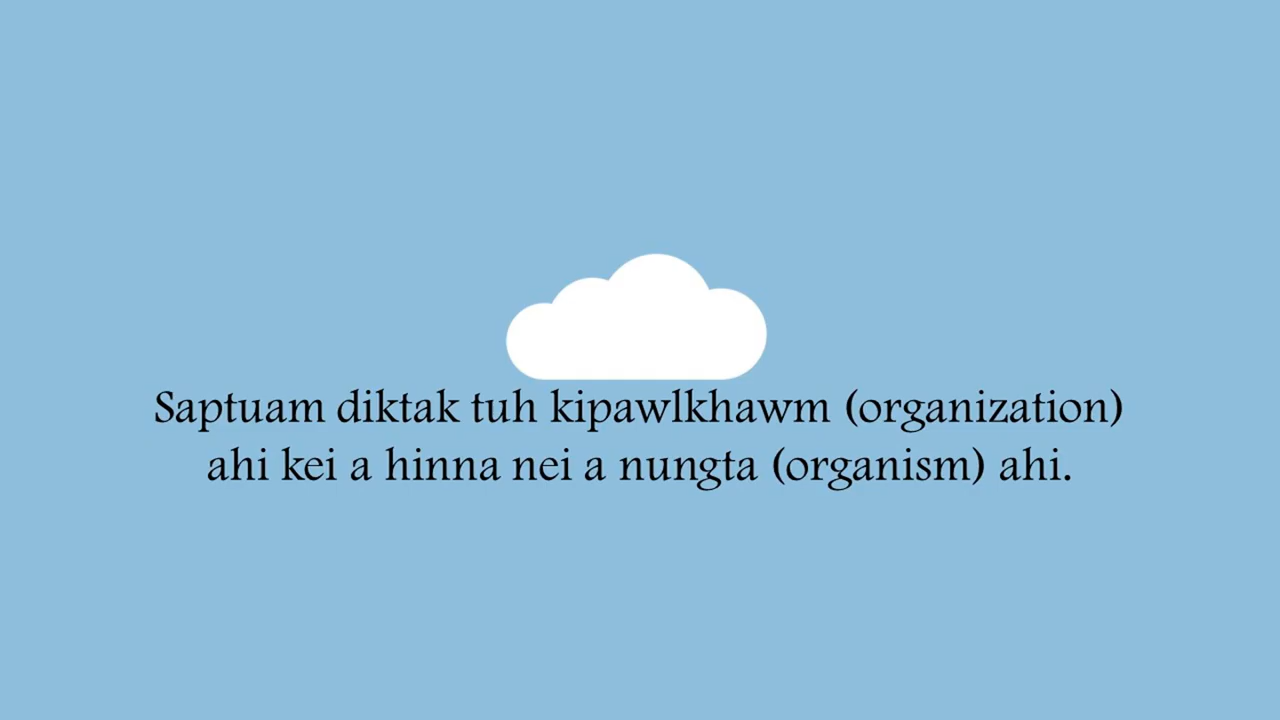 Saptuam diktak tuh kipawlkhawm (organization)
ahi kei a hinna nei a nungta (organism) ahi.